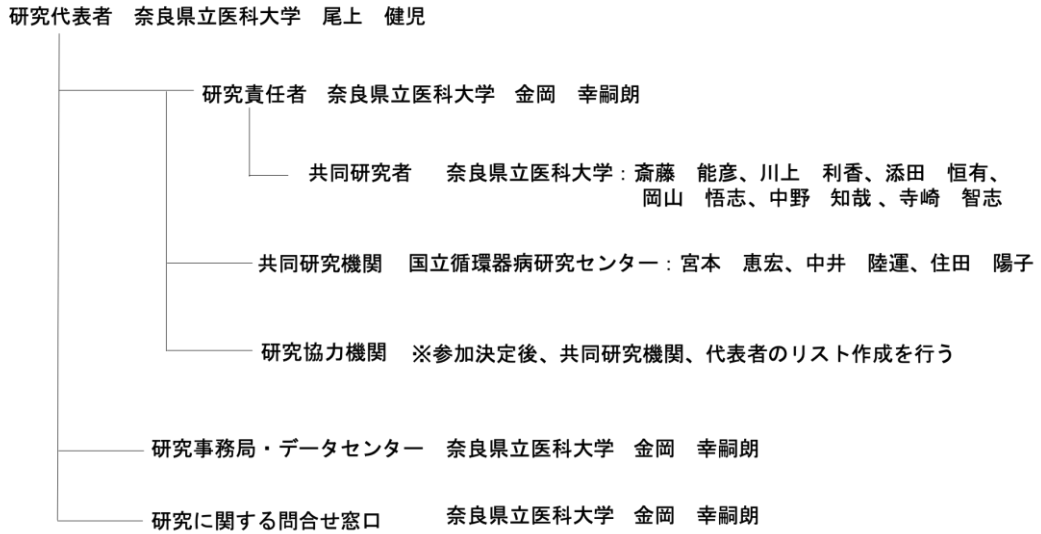 研究代表者　奈良県立医科大学　尾上　健児
研究責任者　奈良県立医科大学　金岡　幸嗣朗
共同研究者　奈良県立医科大学：斎藤　能彦、川上　利香、添田　恒有、
岡山　悟志、中野　知哉、寺崎　智志
共同研究機関　国立循環器病研究センター：宮本　恵宏、中井　陸運、住田　陽子
研究協力機関　※参加決定後、共同研究機関、代表者のリスト作成を行う
研究事務局・データセンター　奈良県立医科大学　金岡　幸嗣朗
研究に関する問合せ窓口　奈良県立医科大学　金岡　幸嗣朗